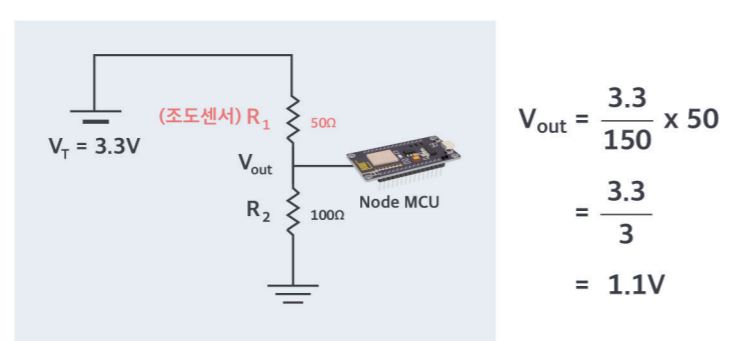 (조도센서) R1 50Ω
VT = 3.3V
Vout
R2 100Ω
Node MCU
Vout = 3.3/150 x 50
= 3.3/3
= 1.1V